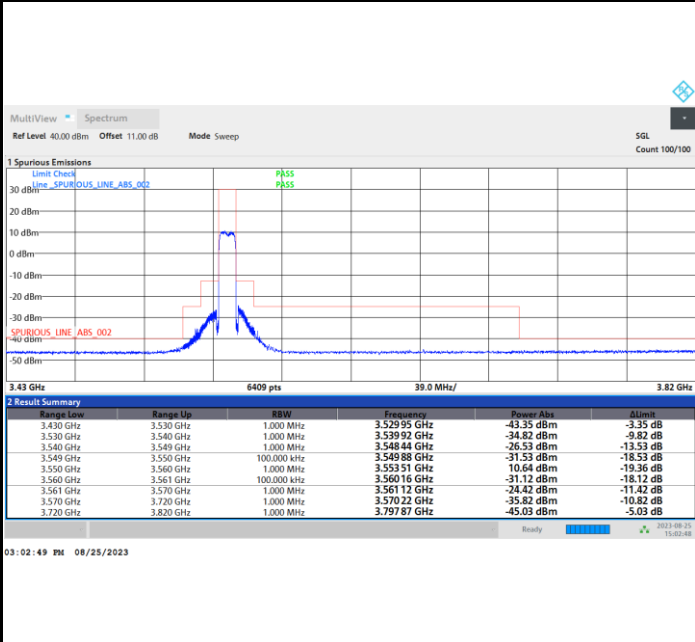 MultiView Spectrum
Ref Level 40.00 dBm Offset 11.00 dB Mode Sweep SGL
Count 100/100
1 Spurious Emissions
Limit Check PASS
Line _SPURIOUS_LINE_ABS_002 PASS
30 dBm
20 dBm
10 dBm
0 dBm
-10 dBm
-20 dBm
-30 dBm
SPURIOUS_LINE_ABS_002
-40 dBm
-50 dBm
3.43 GHz 6409 pts 39.0 MHz/ 3.82 GHz
2 Result Summary
Range Low Range Up RBW Frequency Power Abs ΔLimit
3.430 GHz 3.530 GHz 1.000 MHz 3.529 95 GHz -43.35 dBm -3.35 dB
3.530 GHz 3.540 GHz 1.000 MHz 3.539 92 GHz -34.82 dBm -9.82 dB
3.540 GHz 3.549 GHz 1.000 MHz 3.548 44 GHz -26.53 dBm -13.53 dB
3.549 GHz 3.550 GHz 100.000 kHz 3.549 88 GHz -31.53 dBm -18.53 dB
3.550 GHz 3.560 GHz 1.000 MHz 3.553 51 GHz 10.64 dBm -19.36 dB
3.560 GHz 3.561 GHz 100.000 kHz 3.560 16 GHz -31.12 dBm -18.12 dB
3.561 GHz 3.570 GHz 1.000 MHz 3.561 12 GHz -24.42 dBm -11.42 dB
3.570 GHz 3.720 GHz 1.000 MHz 3.570 22 GHz -35.82 dBm -10.82 dB
3.720 GHz 3.820 GHz 1.000 MHz 3.797 87 GHz -45.03 dBm -5.03 dB
Ready 2023-08-25
15:02:48
03:02:49 PM 08/25/2023